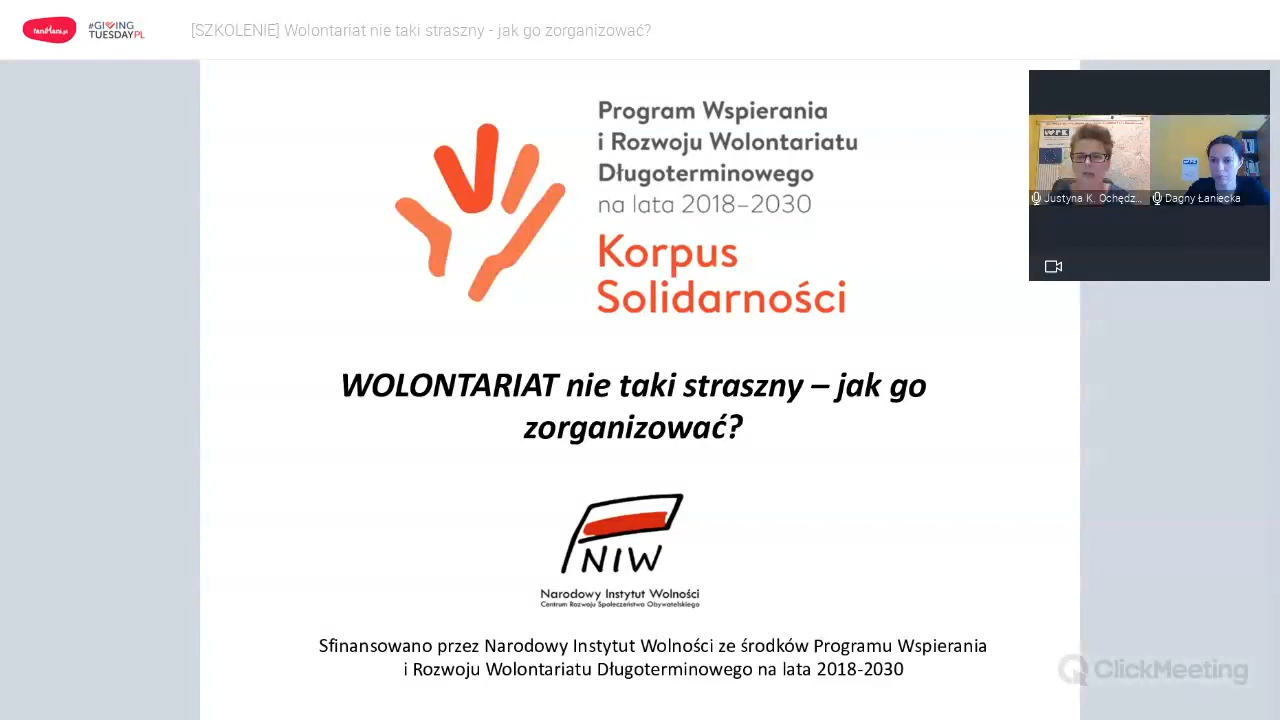 faniMani.pl
#GIVING
TUESDAYPL
[SZKOLENIE] Wolontariat nie taki straszny - jak go zorganizować?
Program Wspierania
i Rozwoju Wolontariatu
Długoterminowego
na lata 2018–2030
Korpus
Solidarności
Justyna K. Ochędz...
Dagny Łaniecka
WOLONTARIAT nie taki straszny – jak go
zorganizować?
NIW
Narodowy Instytut Wolności
Centrum Rozwoju Społeczeństwa Obywatelskiego
Sfinansowano przez Narodowy Instytut Wolności ze środków Programu Wspierania
i Rozwoju Wolontariatu Długoterminowego na lata 2018-2030
ClickMeeting